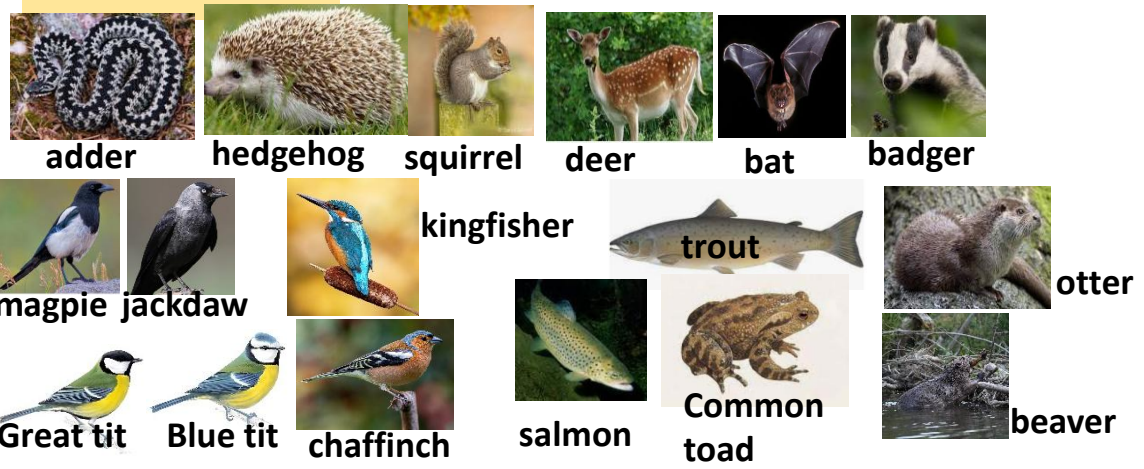 adder
hedgehog
squirrel
deer
bat
badger
magpie
jackdaw
kingfisher
trout
otter
Great tit
Blue tit
chaffinch
salmon
Common
toad
beaver